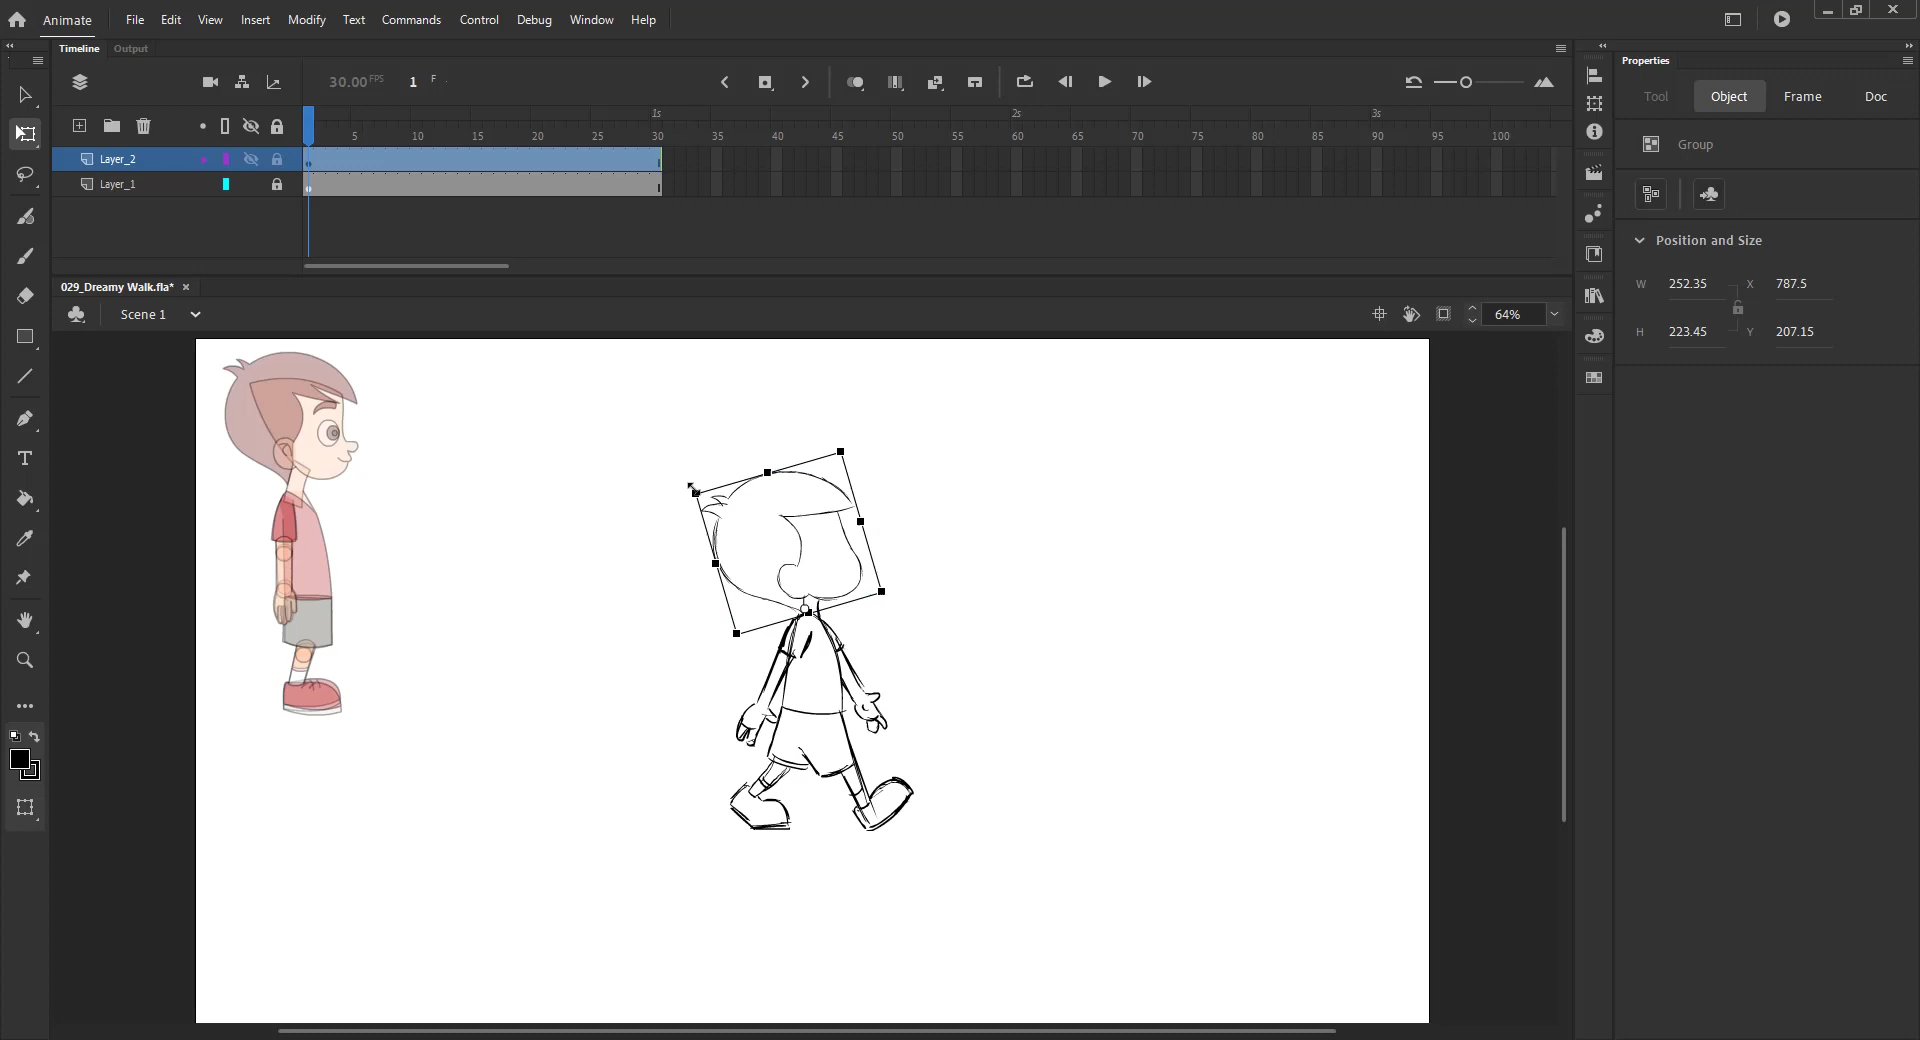 Animate File Edit View Insert Modify Text Commands Control Debug Window Help
Timeline Output
Properties
30.00 FPS 1 F
Tool Object Frame Doc
1s 2s 3s
5 10 15 20 25 30 35 40 45 50 55 60 65 70 75 80 85 90 95 100
Group
Layer_2
Layer_1
Position and Size
W 252.35 X 787.5
H 223.45 Y 207.15
029_Dreamy Walk.fla*
Scene 1
64%